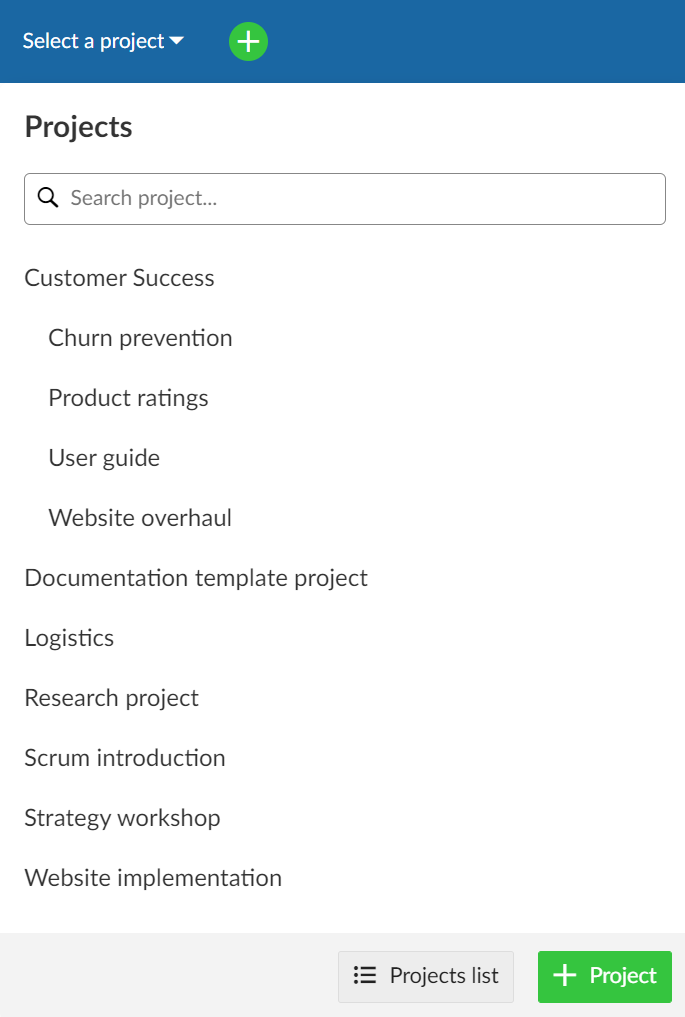 Select a project
Projects
Search project...
Customer Success
Churn prevention
Product ratings
User guide
Website overhaul
Documentation template project
Logistics
Research project
Scrum introduction
Strategy workshop
Website implementation
Projects list
Project